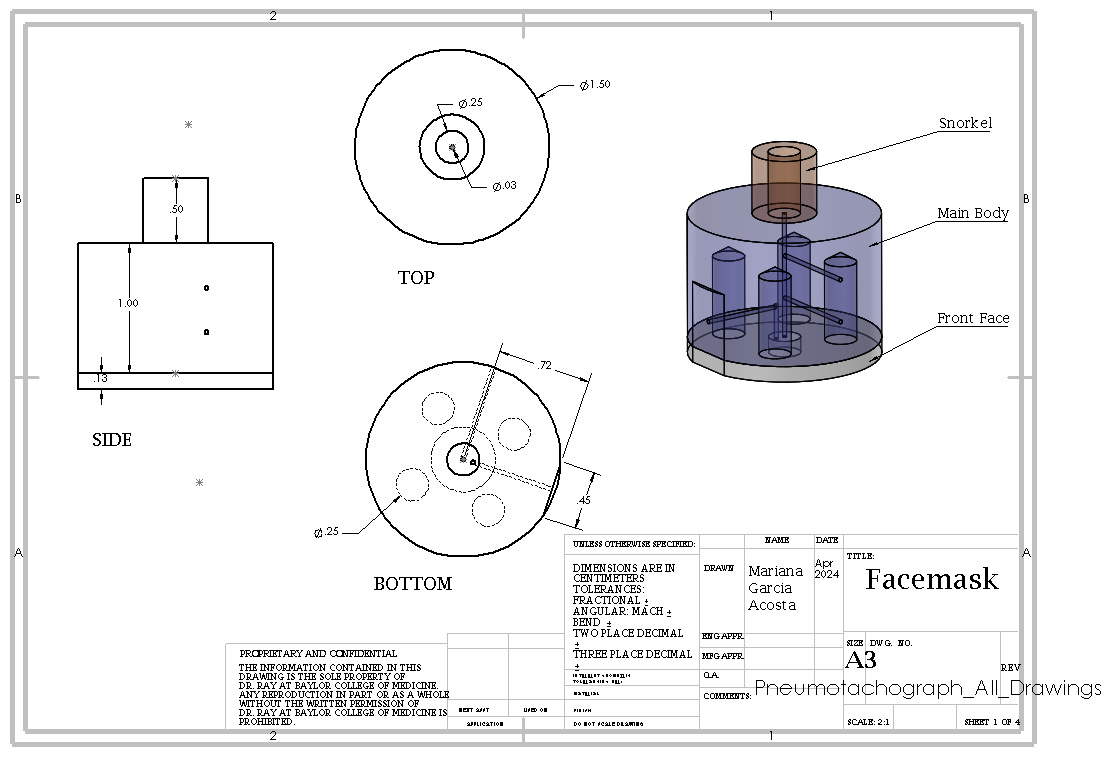 2
1
Ø1.50
Ø.25
Ø.03
TOP
Snorkel
B
.50
B
Main Body
1.00
Front Face
.13
SIDE
.72
.45
Ø.25
BOTTOM
A
A
UNLESS OTHERWISE SPECIFIED:
DIMENSIONS ARE IN
CENTIMETERS
TOLERANCES:
FRACTIONAL ±
ANGULAR: MACH ±
BEND ±
TWO PLACE DECIMAL
±
THREE PLACE DECIMAL
±
INTERPRET GEOMETRIC
TOLERANCING PER:
MATERIAL
FINISH
DO NOT SCALE DRAWING
NAME
DATE
DRAWN
Mariana
Garcia
Acosta
Apr
2024
ENG APPR.
MFG APPR.
Q.A.
COMMENTS:
TITLE:
Facemask
SIZE
DWG. NO.
REV
A3
Pneumotachograph_All_Drawings
SCALE: 2:1
SHEET 1 OF 4
PROPRIETARY AND CONFIDENTIAL
THE INFORMATION CONTAINED IN THIS
DRAWING IS THE SOLE PROPERTY OF
DR. RAY AT BAYLOR COLLEGE OF MEDICINE.
ANY REPRODUCTION IN PART OR AS A WHOLE
WITHOUT THE WRITTEN PERMISSION OF
DR. RAY AT BAYLOR COLLEGE OF MEDICINE IS
PROHIBITED.
NEXT ASSY
USED ON
APPLICATION
2
1